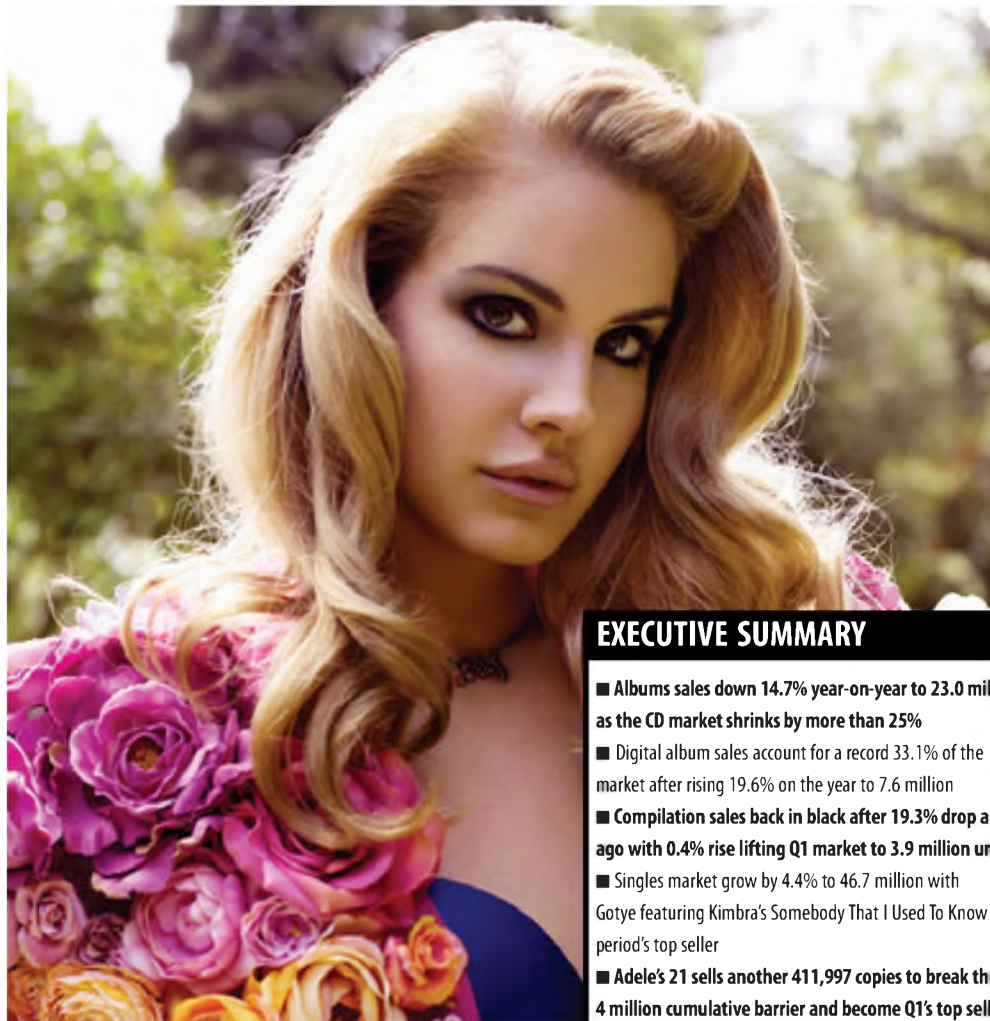 EXECUTIVE SUMMARY
■ Albums sales down 14.7% year-on-year to 23.0 mil
as the CD market shrinks by more than 25%
■ Digital album sales account for a record 33.1% of the
market after rising 19.6% on the year to 7.6 million
■ Compilation sales back in black after 19.3% drop a
ago with 0.4% rise lifting Q1 market to 3.9 million un
■ Singles market grow by 4.4% to 46.7 million with
Gotye featuring Kimbra's Somebody That I Used To Know
period's top seller
■ Adele's 21 sells another 411,997 copies to break th
4 million cumulative barrier and become Q1's top sell